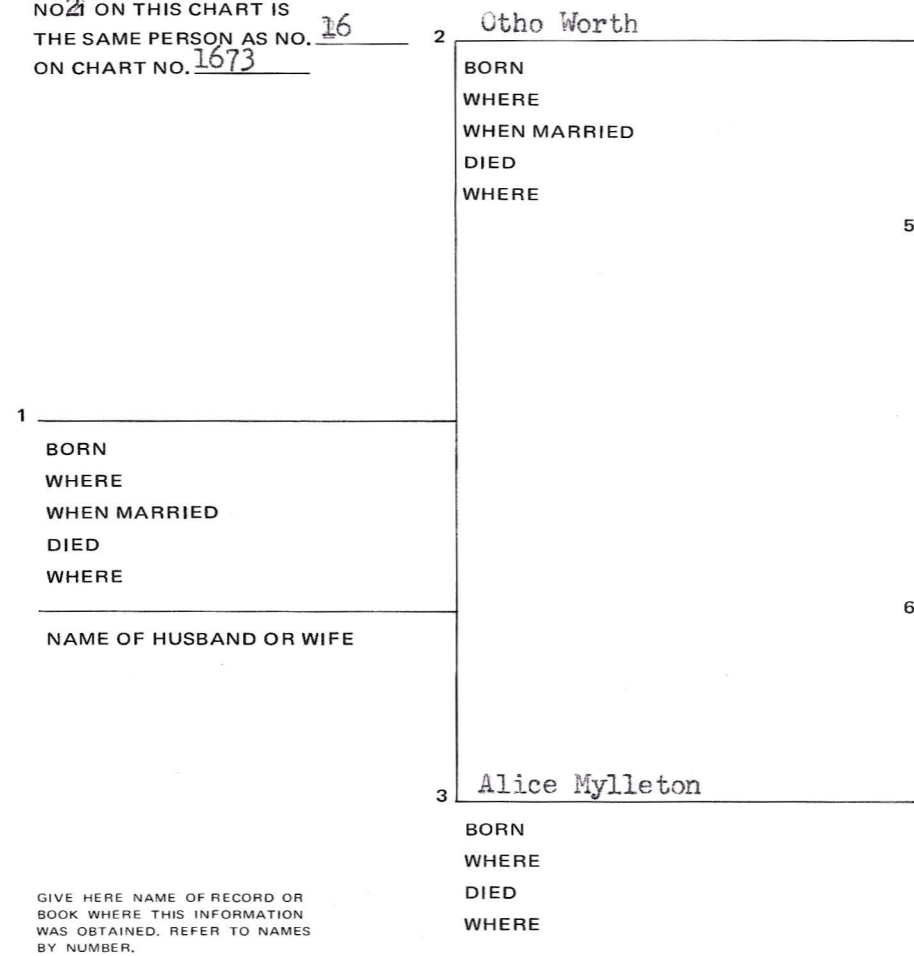 NO. 2 ON THIS CHART IS
THE SAME PERSON AS NO. 16
ON CHART NO. 1673
2 Otho Worth
BORN
WHERE
WHEN MARRIED
DIED
WHERE
5
1
BORN
WHERE
WHEN MARRIED
DIED
WHERE
6
NAME OF HUSBAND OR WIFE
3 Alice Mylleton
BORN
WHERE
DIED
WHERE
GIVE HERE NAME OF RECORD OR
BOOK WHERE THIS INFORMATION
WAS OBTAINED. REFER TO NAMES
BY NUMBER.